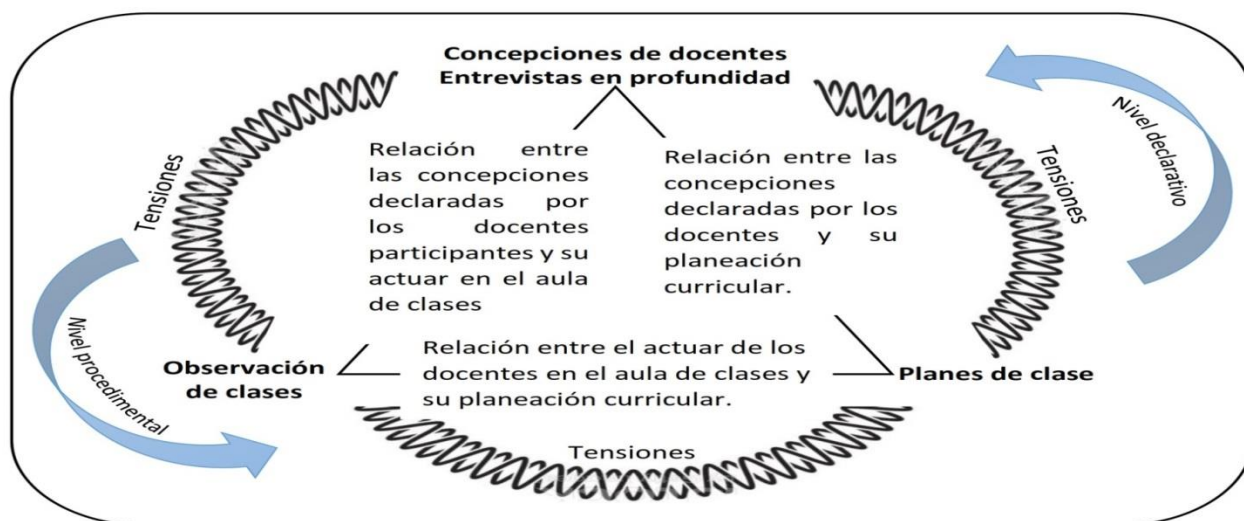 Concepciones de docentes
Entrevistas en profundidad
Tensiones
Relación entre
las concepciones
declaradas por
los docentes
participantes y su
actuar en el aula
de clases
Relación entre las
concepciones
declaradas por los
docentes y su
planeación
curricular.
Tensiones
Nivel declarativo
Nivel procedimental
Observación
de clases
Relación entre el actuar de los
docentes en el aula de clases y
su planeación curricular.
Planes de clase
Tensiones